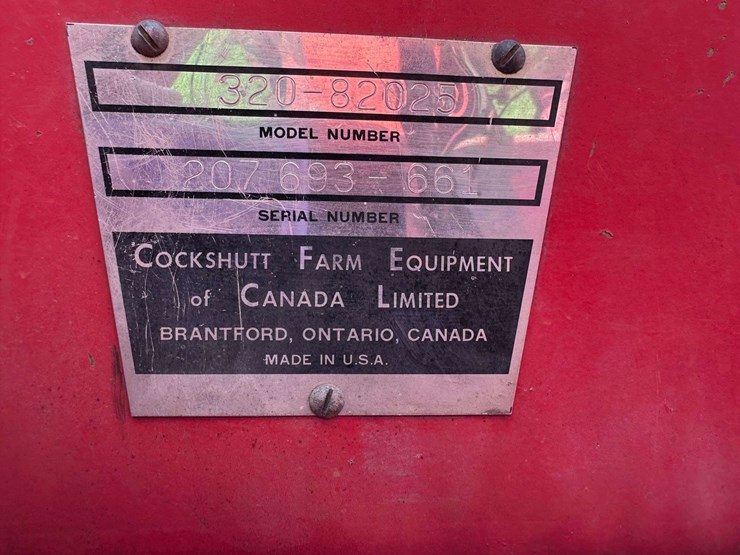 320-82025
MODEL NUMBER
207 693-661
SERIAL NUMBER
COCKSHUTT FARM EQUIPMENT
of CANADA LIMITED
BRANTFORD, ONTARIO, CANADA
MADE IN U.S.A.